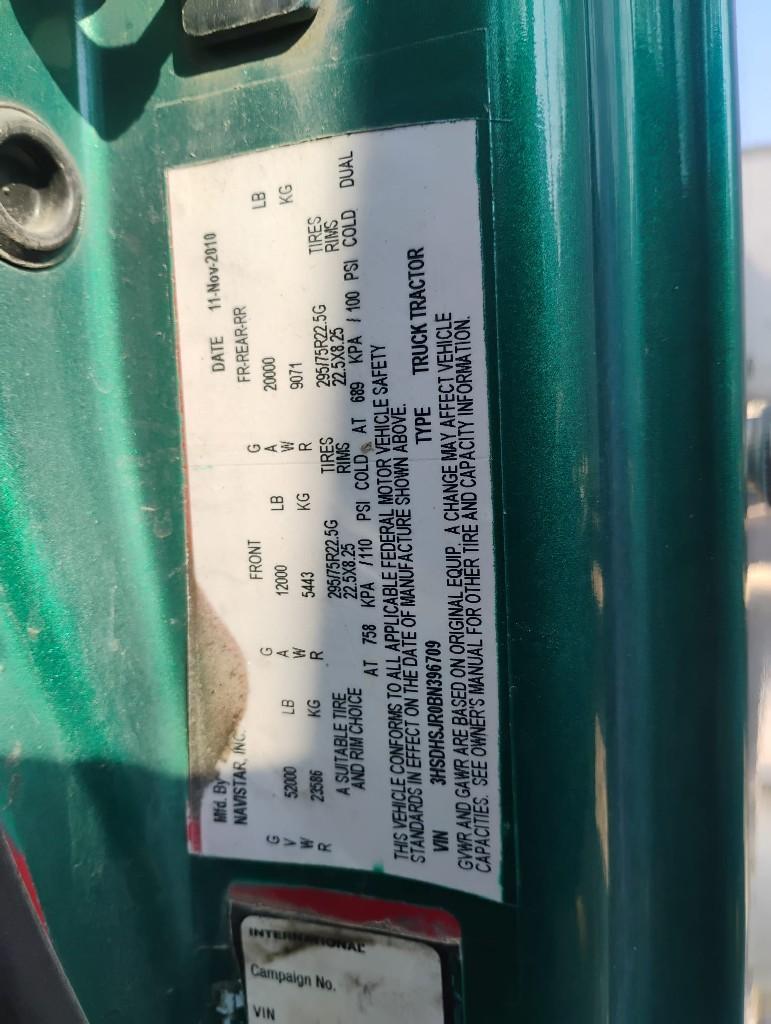 Mfd. By
NAVISTAR, INC.
DATE 11-Nov-2010
GVWR
52000 LB
23586 KG
FRONT
GAWR
12000 LB
5443 KG
FR-REAR-RR
GAWR
20000 LB
9071 KG
A SUITABLE TIRE 295/75R22.5G TIRES 295/75R22.5G TIRES
AND RIM CHOICE 22.5X8.25 RIMS 22.5X8.25 RIMS
AT 758 KPA / 110 PSI COLD AT 689 KPA / 100 PSI COLD DUAL
THIS VEHICLE CONFORMS TO ALL APPLICABLE FEDERAL MOTOR VEHICLE SAFETY
STANDARDS IN EFFECT ON THE DATE OF MANUFACTURE SHOWN ABOVE.
VIN 3HSDHSJR0BN396709 TYPE TRUCK TRACTOR
GVWR AND GAWR ARE BASED ON ORIGINAL EQUIP. A CHANGE MAY AFFECT VEHICLE
CAPACITIES. SEE OWNER'S MANUAL FOR OTHER TIRE AND CAPACITY INFORMATION.
INTERNATIONAL
Campaign No.
VIN